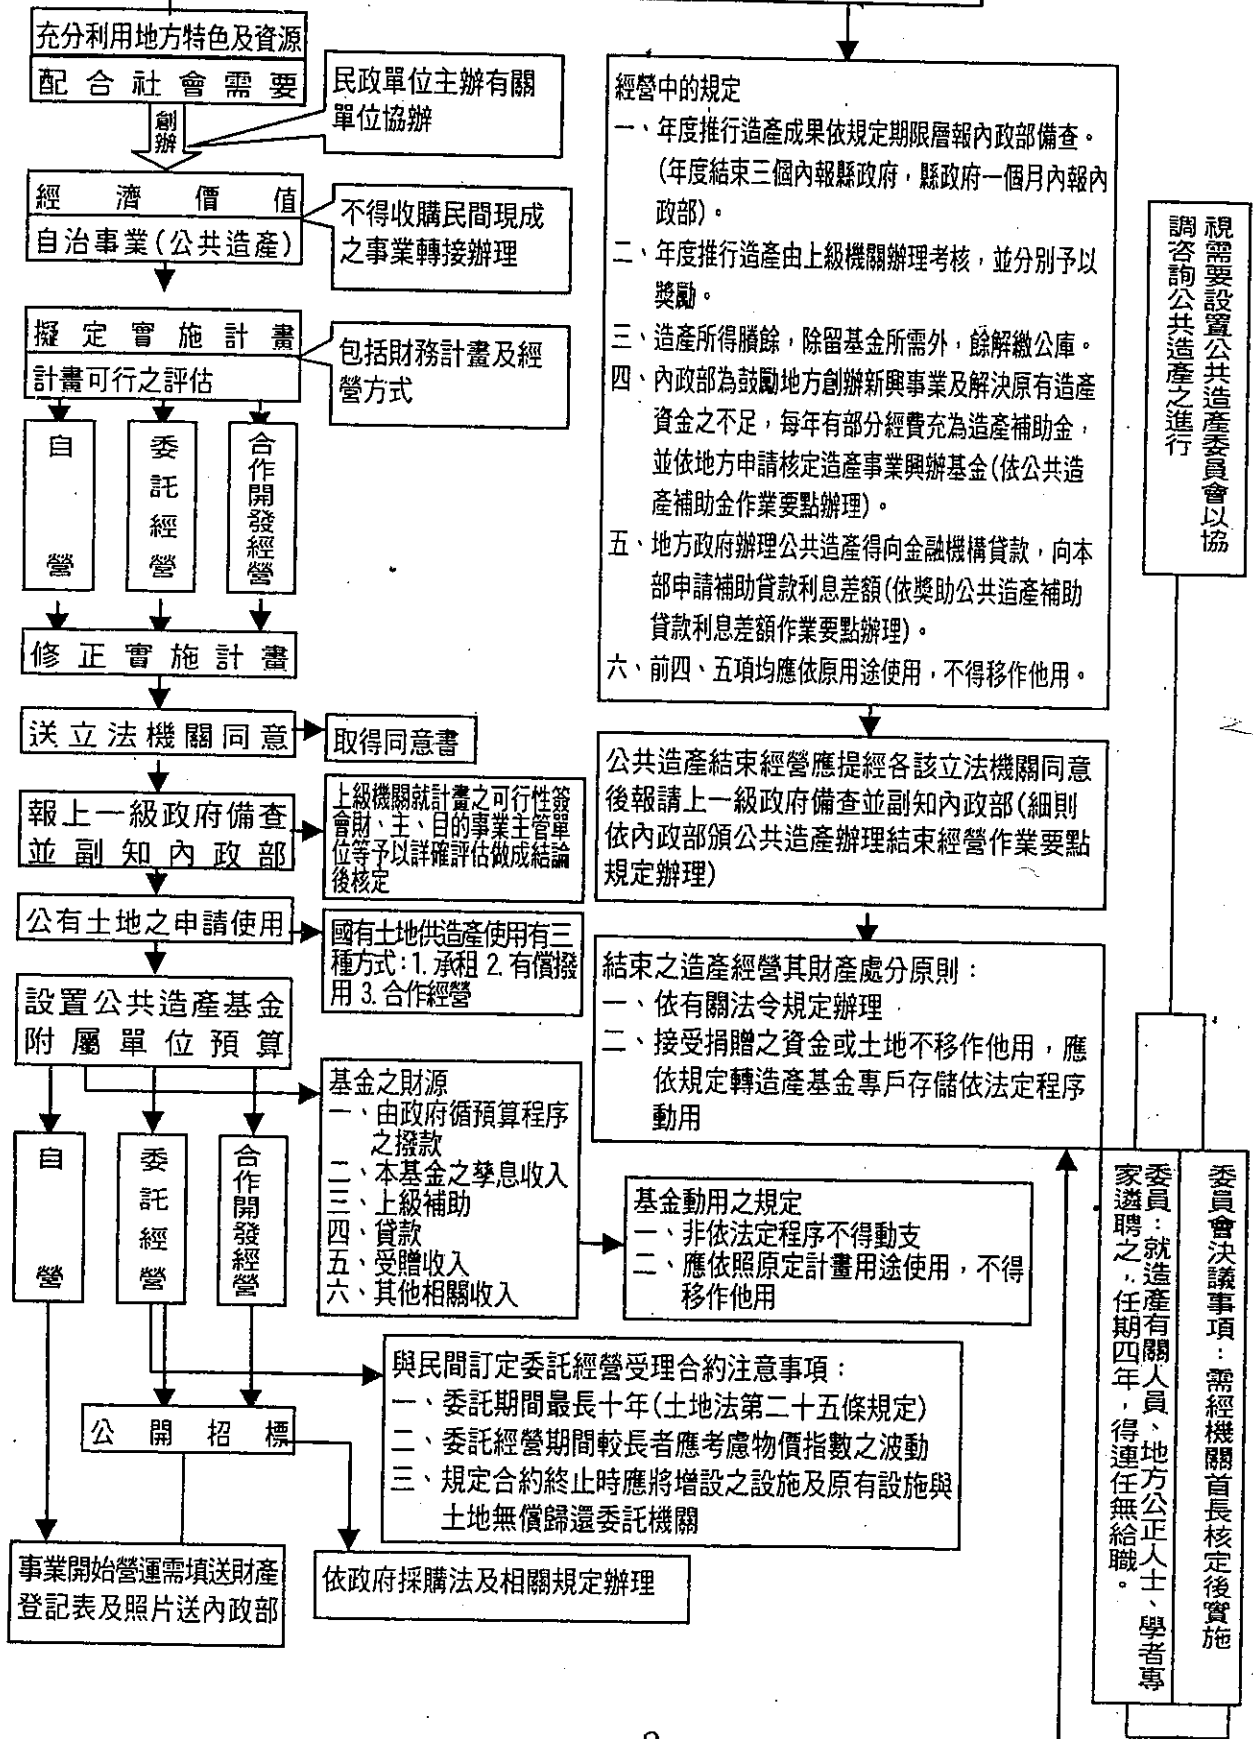 充分利用地方特色及資源
配合社會需要
創辦
民政單位主辦有關
單位協辦
經濟價值
自治事業(公共造產)
不得收購民間現成
之事業轉接辦理
擬定實施計畫
計畫可行之評估
包括財務計畫及經
營方式
自營
委託經營
合作開發經營
修正實施計畫
送立法機關同意
取得同意書
報上一級政府備查
並副知內政部
上級機關就計畫之可行性簽
會財、主、目的事業主管單
位等予以詳確評估做成結論
後核定
公有土地之申請使用
國有土地供造產使用有三
種方式:1. 承租 2. 有償撥
用 3. 合作經營
設置公共造產基金
附屬單位預算
基金之財源
一、由政府循預算程序
之撥款
二、本基金之孳息收入
三、上級補助
四、貸款
五、受贈收入
六、其他相關收入
基金動用之規定
一、非依法定程序不得動支
二、應依照原定計畫用途使用，不得
移作他用
自營
委託經營
合作開發經營
與民間訂定委託經營受理合約注意事項：
一、委託期間最長十年(土地法第二十五條規定)
二、委託經營期間較長者應考慮物價指數之波動
三、規定合約終止時應將增設之設施及原有設施與
土地無償歸還委託機關
公開招標
依政府採購法及相關規定辦理
事業開始營運需填送財產
登記表及照片送內政部
經營中的規定
一、年度推行造產成果依規定期限層報內政部備查。
(年度結束三個內報縣政府，縣政府一個月內報內
政部)。
二、年度推行造產由上級機關辦理考核，並分別予以
獎勵。
三、造產所得賸餘，除留基金所需外，餘解繳公庫。
四、內政部為鼓勵地方創辦新興事業及解決原有造產
資金之不足，每年有部分經費充為造產補助金，
並依地方申請核定造產事業興辦基金(依公共造
產補助金作業要點辦理)。
五、地方政府辦理公共造產得向金融機構貸款，向本
部申請補助貸款利息差額(依獎助公共造產補助
貸款利息差額作業要點辦理)。
六、前四、五項均應依原用途使用，不得移作他用。
公共造產結束經營應提經各該立法機關同意
後報請上一級政府備查並副知內政部(細則
依內政部頒公共造產辦理結束經營作業要點
規定辦理)
結束之造產經營其財產處分原則：
一、依有關法令規定辦理
二、接受捐贈之資金或土地不移作他用，應
依規定轉造產基金專戶存儲依法定程序
動用
視需要設置公共造產委員會以協
調咨詢公共造產之進行
委員會決議事項：需經機關首長核定後實施
委員：就造產有關人員、地方公正人士、學者專
家遴聘之，任期四年，得連任無給職。